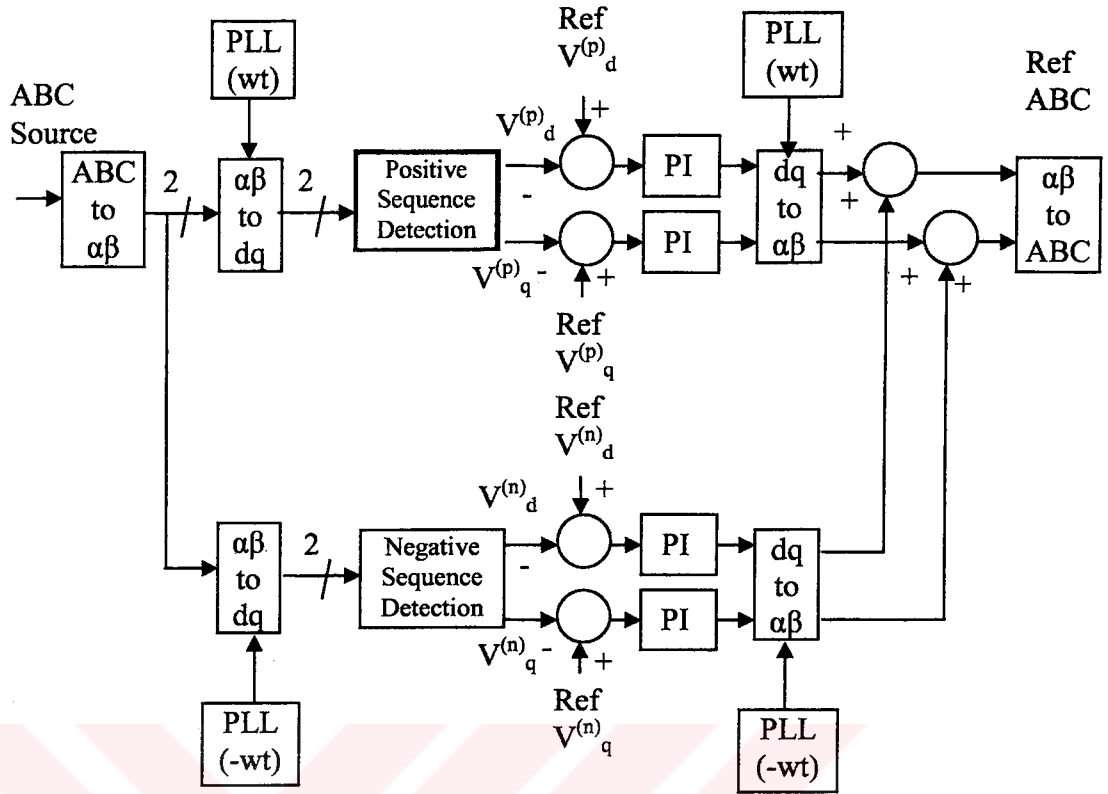 ABC
Source
ABC
to
αβ
2
PLL
(wt)
αβ
to
dq
2
Positive
Sequence
Detection
V(p)d
-
V(p)q -
Ref
V(p)d
+
+
Ref
V(p)q
PI
PI
PLL
(wt)
dq
to
αβ
+
+
+
+
Ref
ABC
αβ
to
ABC
αβ
to
dq
2
PLL
(-wt)
Negative
Sequence
Detection
V(n)d
-
V(n)q -
Ref
V(n)d
+
+
Ref
V(n)q
PI
PI
dq
to
αβ
PLL
(-wt)